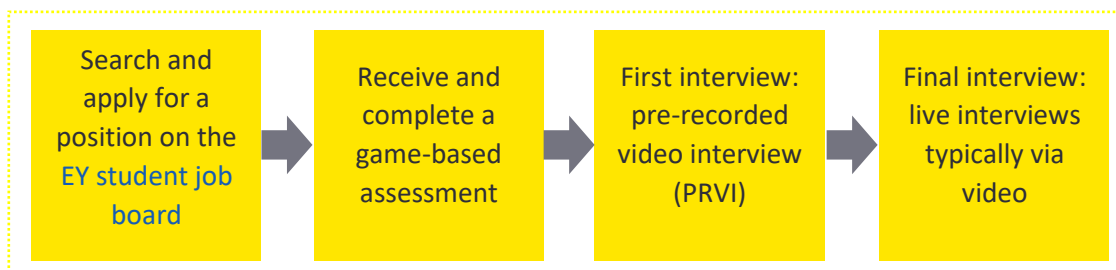 Search and
apply for a
position on the
EY student job
board
Receive and
complete a
game-based
assessment
First interview:
pre-recorded
video interview
(PRVI)
Final interview:
live interviews
typically via
video